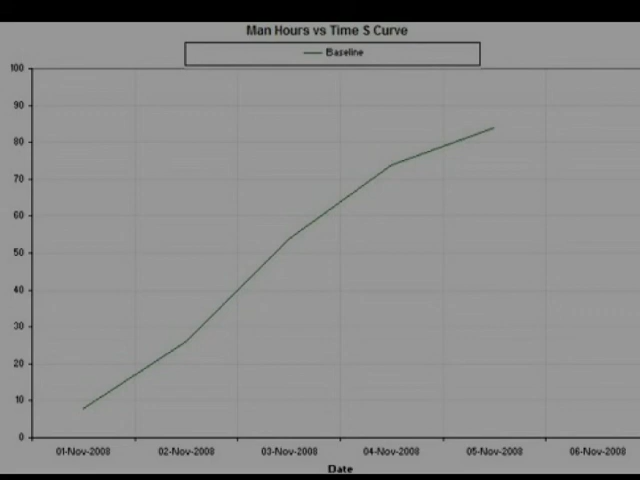 Man Hours vs Time S Curve
Baseline
100
90
80
70
60
50
40
30
20
10
0
01-Nov-2008 02-Nov-2008 03-Nov-2008 04-Nov-2008 05-Nov-2008 06-Nov-2008
Date